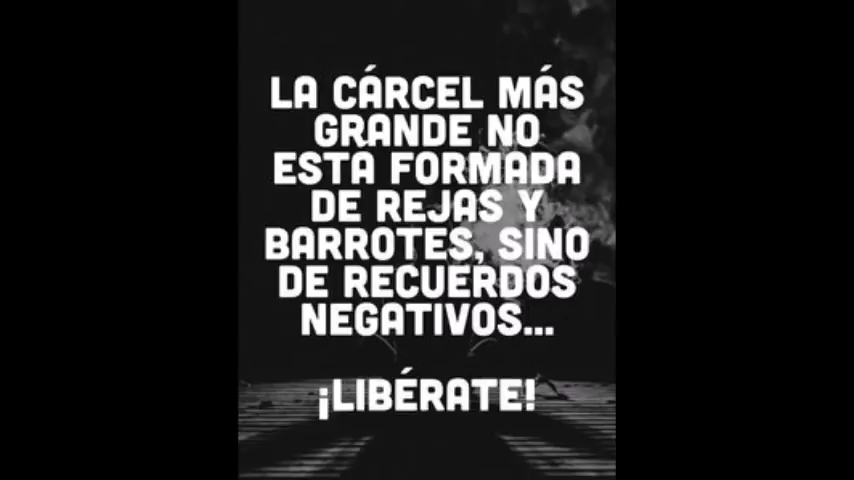 LA CÁRCEL MÁS
GRANDE NO
ESTÁ FORMADA
DE REJAS Y
BARROTES, SINO
DE RECUERDOS
NEGATIVOS...
¡LIBÉRATE!